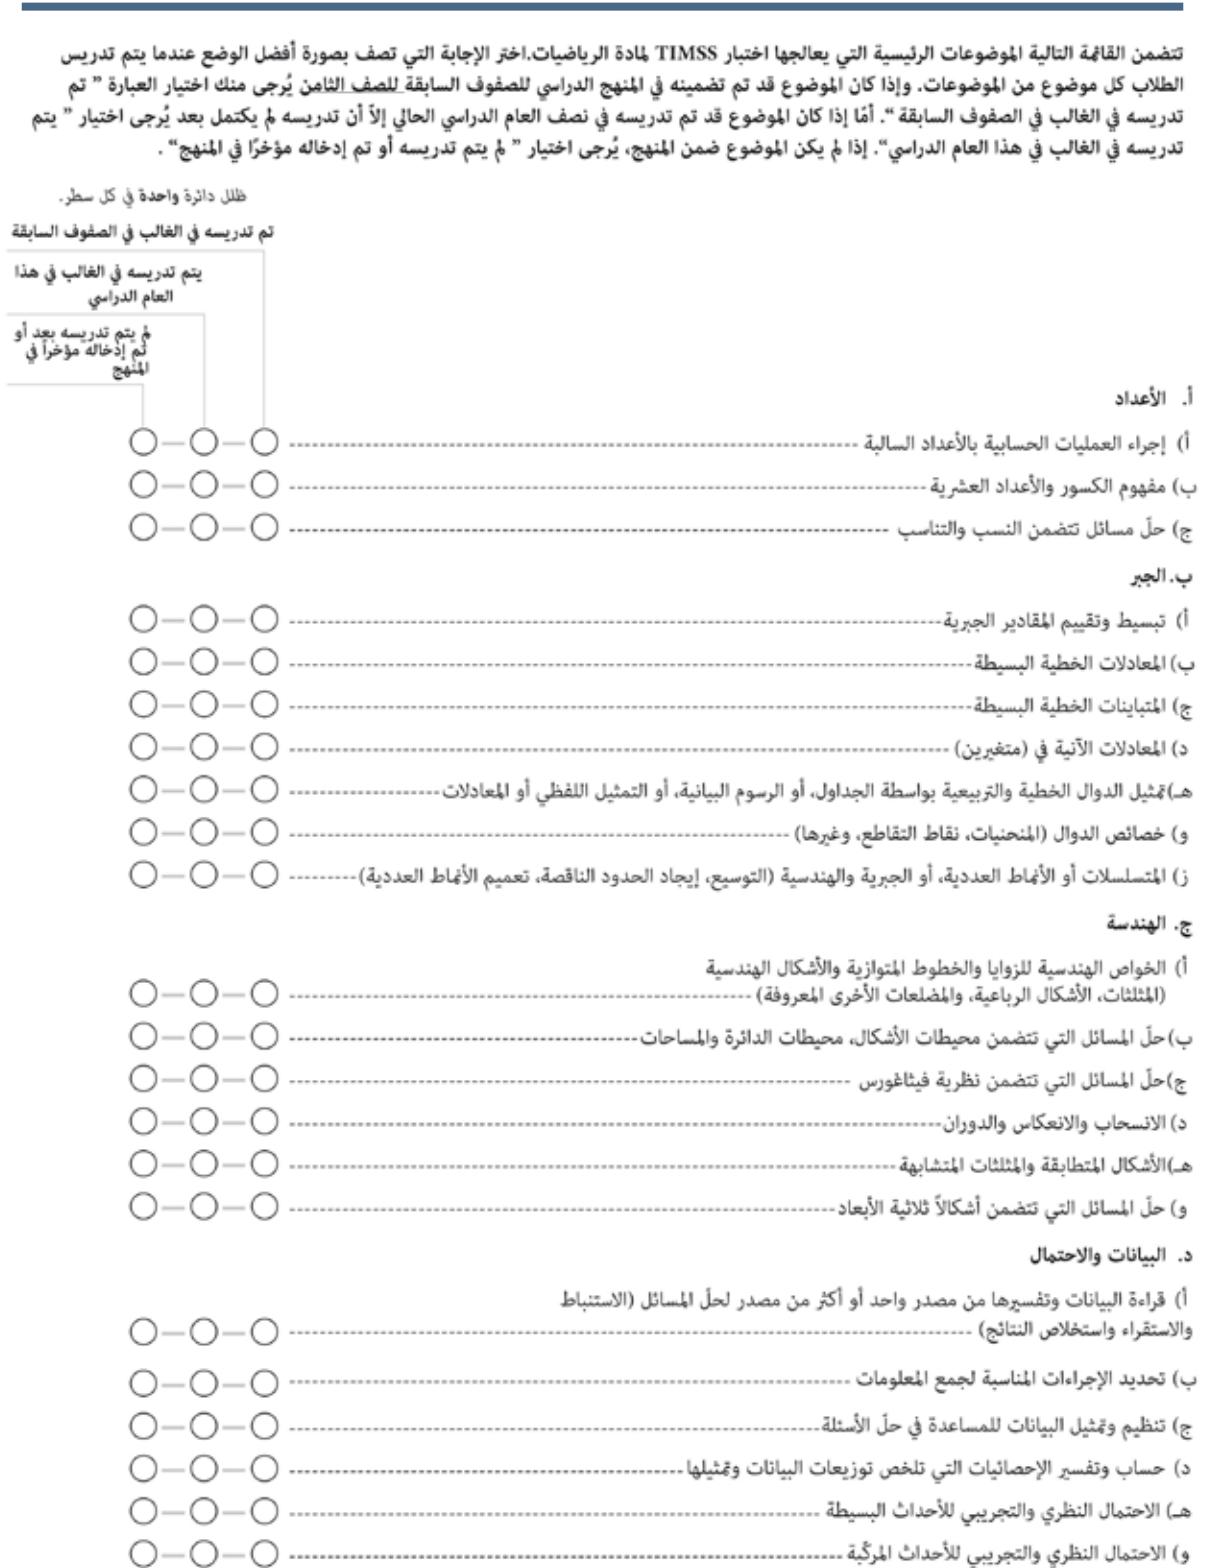 تتضمن القائمة التالية الموضوعات الرئيسية التي يعالجها اختبار TIMSS لمادة الرياضيات.اختر الإجابة التي تصف بصورة أفضل الوضع عندما يتم تدريس
الطلاب كل موضوع من الموضوعات. وإذا كان الموضوع قد تم تضمينه في المنهج الدراسي للصفوف السابقة للصف الثامن يُرجى منك اختيار العبارة ” تم
تدريسه في الغالب في الصفوف السابقة “. أمّا إذا كان الموضوع قد تم تدريسه في نصف العام الدراسي الحالي إلاّ أن تدريسه لم يكتمل بعد يُرجى اختيار ” يتم
تدريسه في الغالب في هذا العام الدراسي“. إذا لم يكن الموضوع ضمن المنهج، يُرجى اختيار ” لم يتم تدريسه أو تم إدخاله مؤخرًا في المنهج“ .
ظلل دائرة واحدة في كل سطر.
تم تدريسه في الغالب في الصفوف السابقة
يتم تدريسه في الغالب في هذا
العام الدراسي
لم يتم تدريسه بعد أو
تم إدخاله مؤخراً في
المنهج
أ. الأعداد
أ) إجراء العمليات الحسابية بالأعداد السالبة
ب) مفهوم الكسور والأعداد العشرية
ج) حلّ مسائل تتضمن النسب والتناسب
ب. الجبر
أ) تبسيط وتقييم المقادير الجبرية
ب) المعادلات الخطية البسيطة
ج) المتباينات الخطية البسيطة
د) المعادلات الآنية في (متغيرين)
هـ)تمثيل الدوال الخطية والتربيعية بواسطة الجداول، أو الرسوم البيانية، أو التمثيل اللفظي أو المعادلات
و) خصائص الدوال (المنحنيات، نقاط التقاطع، وغيرها)
ز) المتسلسلات أو الأنماط العددية، أو الجبرية والهندسية (التوسيع، إيجاد الحدود الناقصة، تعميم الأنماط العددية)
ج. الهندسة
أ) الخواص الهندسية للزوايا والخطوط المتوازية والأشكال الهندسية
(المثلثات، الأشكال الرباعية، والمضلعات الأخرى المعروفة)
ب)حلّ المسائل التي تتضمن محيطات الأشكال، محيطات الدائرة والمساحات
ج)حلّ المسائل التي تتضمن نظرية فيثاغورس
د) الانسحاب والانعكاس والدوران
هـ)الأشكال المتطابقة والمثلثات المتشابهة
و) حلّ المسائل التي تتضمن أشكالاً ثلاثية الأبعاد
د. البيانات والاحتمال
أ) قراءة البيانات وتفسيرها من مصدر واحد أو أكثر من مصدر لحلّ المسائل (الاستنباط
والاستقراء واستخلاص النتائج)
ب) تحديد الإجراءات المناسبة لجمع المعلومات
ج) تنظيم وتمثيل البيانات للمساعدة في حلّ الأسئلة
د) حساب وتفسير الإحصائيات التي تلخص توزيعات البيانات وتمثيلها
هـ) الاحتمال النظري والتجريبي للأحداث البسيطة
و) الاحتمال النظري والتجريبي للأحداث المركّبة